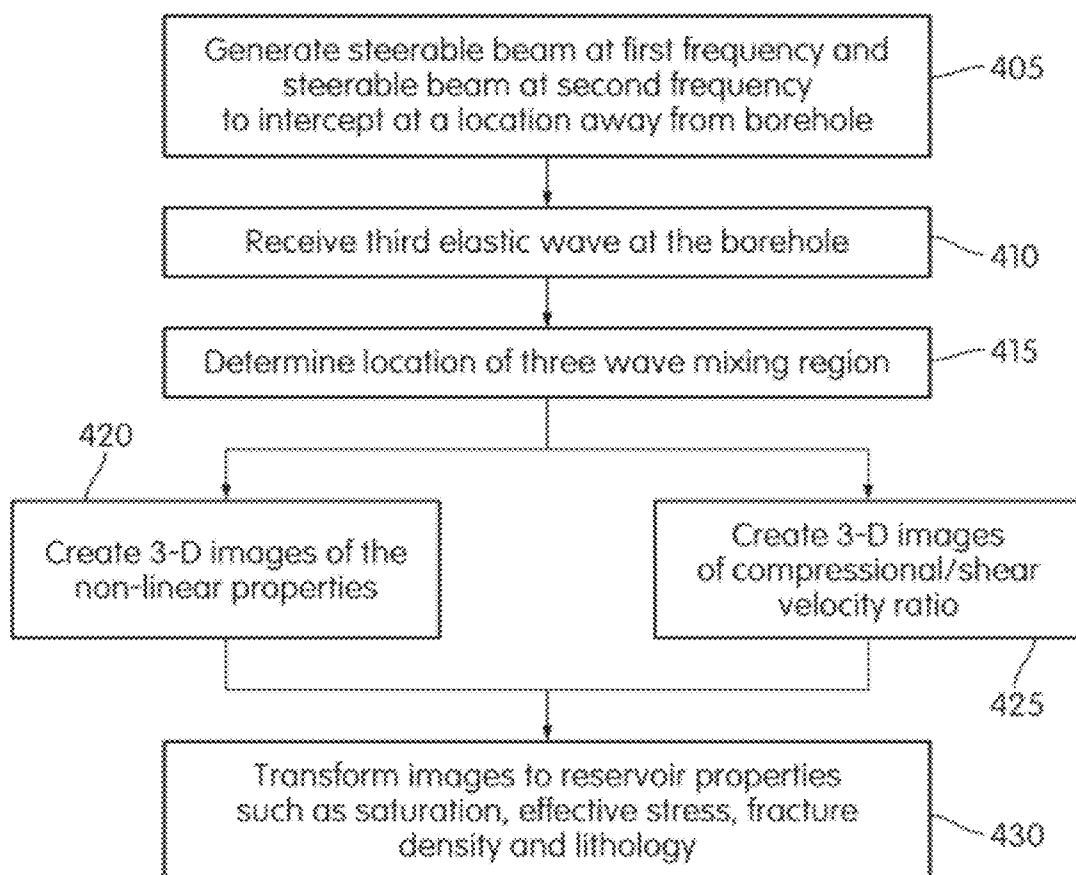 Generate steerable beam at first frequency and
steerable beam at second frequency
to intercept at a location away from borehole
405
Receive third elastic wave at the borehole
410
Determine location of three wave mixing region
415
420
Create 3-D images of the
non-linear properties
Create 3-D images
of compressional/shear
velocity ratio
425
Transform images to reservoir properties
such as saturation, effective stress, fracture
density and lithology
430